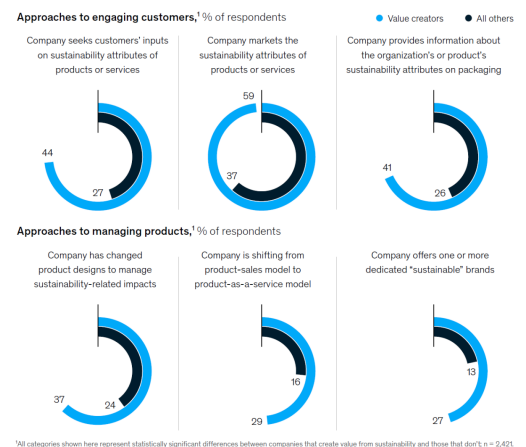 Approaches to engaging customers,¹ % of respondents
Value creators
All others
Company seeks customers' inputs
on sustainability attributes of
products or services
Company markets the
sustainability attributes of
products or services
Company provides information about
the organization's or product's
sustainability attributes on packaging
44
27
59
37
41
26
Approaches to managing products,¹ % of respondents
Company has changed
product designs to manage
sustainability-related impacts
Company is shifting from
product-sales model to
product-as-a-service model
Company offers one or more
dedicated “sustainable” brands
37
24
16
29
13
27
¹All categories shown here represent statistically significant differences between companies that create value from sustainability and those that don't; n = 2,421.